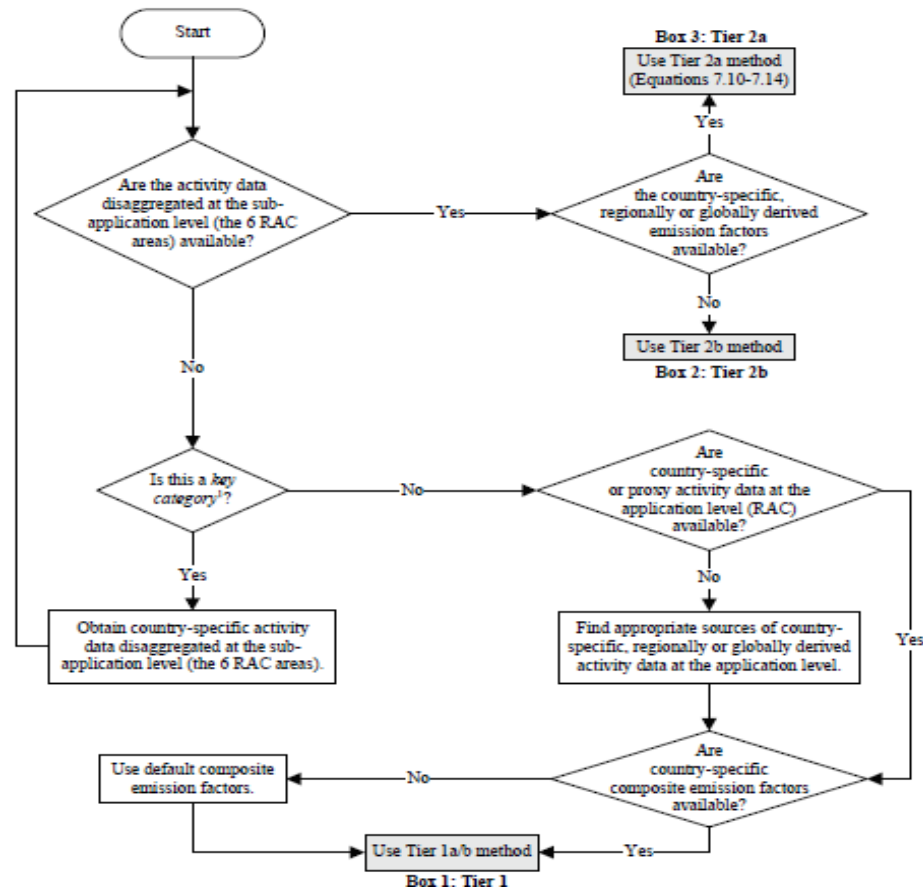 Start
Box 3: Tier 2a
Use Tier 2a method
(Equations 7.10-7.14)
Yes
Are the activity data
disaggregated at the sub-
application level (the 6 RAC
areas) available?
Yes
Are
the country-specific,
regionally or globally derived
emission factors
available?
No
Use Tier 2b method
Box 2: Tier 2b
No
Is this a key
category¹?
No
Are
country-specific
or proxy activity data at the
application level (RAC)
available?
Yes
No
Obtain country-specific activity
data disaggregated at the sub-
application level (the 6 RAC areas).
Find appropriate sources of country-
specific, regionally or globally derived
activity data at the application level.
Yes
Use default composite
emission factors.
No
Are
country-specific
composite emission factors
available?
Use Tier 1a/b method
Yes
Box 1: Tier 1